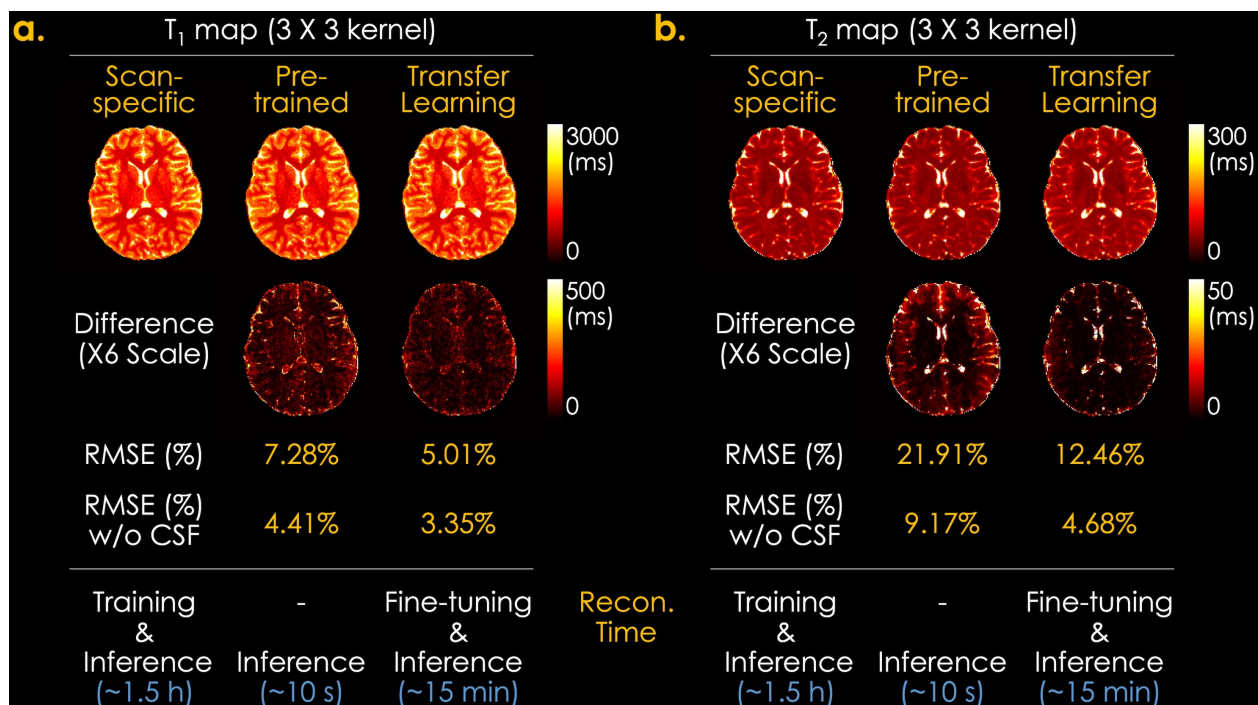 a.
T₁ map (3 X 3 kernel)
Scan-
specific
Pre-
trained
Transfer
Learning
3000
(ms)
0
Difference
(X6 Scale)
500
(ms)
0
RMSE (%)
7.28%
5.01%
RMSE (%)
w/o CSF
4.41%
3.35%
Training
&
Inference
(~1.5 h)
-
Inference
(~10 s)
Fine-tuning
&
Inference
(~15 min)
Recon.
Time
b.
T₂ map (3 X 3 kernel)
Scan-
specific
Pre-
trained
Transfer
Learning
300
(ms)
0
Difference
(X6 Scale)
50
(ms)
0
RMSE (%)
21.91%
12.46%
RMSE (%)
w/o CSF
9.17%
4.68%
Training
&
Inference
(~1.5 h)
-
Inference
(~10 s)
Fine-tuning
&
Inference
(~15 min)